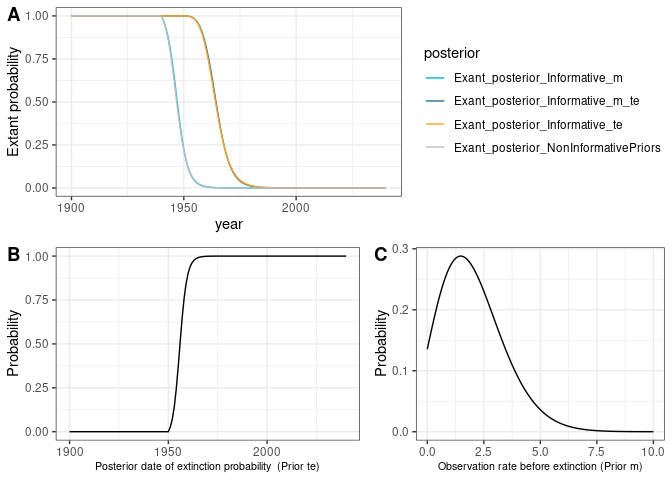 A
1.00
0.75
0.50
0.25
0.00
Extant probability
1900
1950
2000
year
posterior
Exant_posterior_Informative_m
Exant_posterior_Informative_m_te
Exant_posterior_Informative_te
Exant_posterior_NonInformativePriors
B
1.00
0.75
0.50
0.25
0.00
Probability
1900
1950
2000
Posterior date of extinction probability (Prior te)
C
0.3
0.2
0.1
0.0
Probability
0.0
2.5
5.0
7.5
10.0
Observation rate before extinction (Prior m)